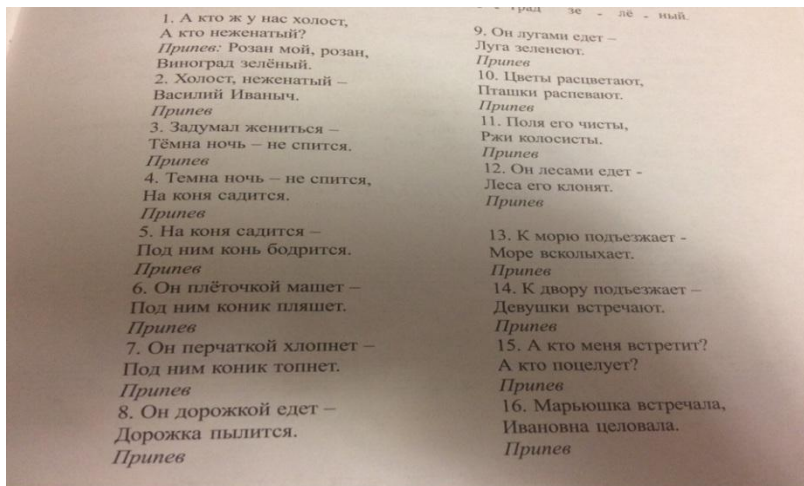 1. А кто ж у нас холост,
А кто неженатый?
Припев: Розан мой, розан,
Виноград зелёный.
2. Холост, неженатый –
Василий Иваныч.
Припев
3. Задумал жениться –
Тёмна ночь – не спится.
Припев
4. Темна ночь – не спится,
На коня садится.
Припев
5. На коня садится –
Под ним конь бодрится.
Припев
6. Он плёточкой машет –
Под ним коник пляшет.
Припев
7. Он перчаткой хлопнет –
Под ним коник топнет.
Припев
8. Он дорожкой едет –
Дорожка пылится.
Припев
град зе - лё - ный.
9. Он лугами едет –
Луга зеленеют.
Припев
10. Цветы расцветают,
Пташки распевают.
Припев
11. Поля его чисты,
Ржи колосисты.
Припев
12. Он лесами едет -
Леса его клонят.
Припев
13. К морю подъезжает -
Море всколыхает.
Припев
14. К двору подъезжает –
Девушки встречают.
Припев
15. А кто меня встретит?
А кто поцелует?
Припев
16. Марьюшка встречала,
Ивановна целовала.
Припев